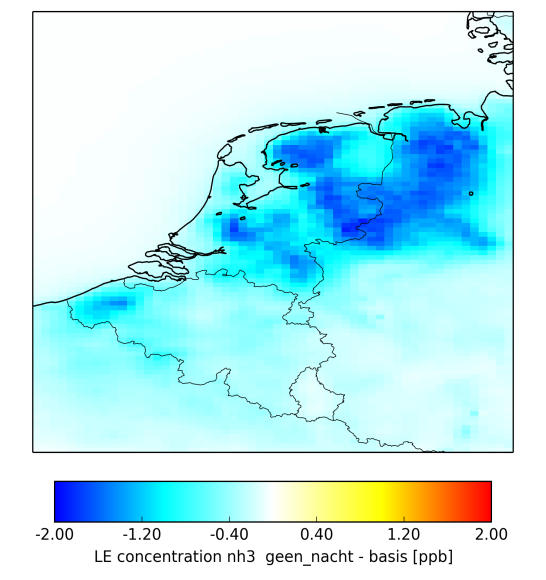 -2.00 -1.20 -0.40 0.40 1.20 2.00
LE concentration nh3 geen_nacht - basis [ppb]